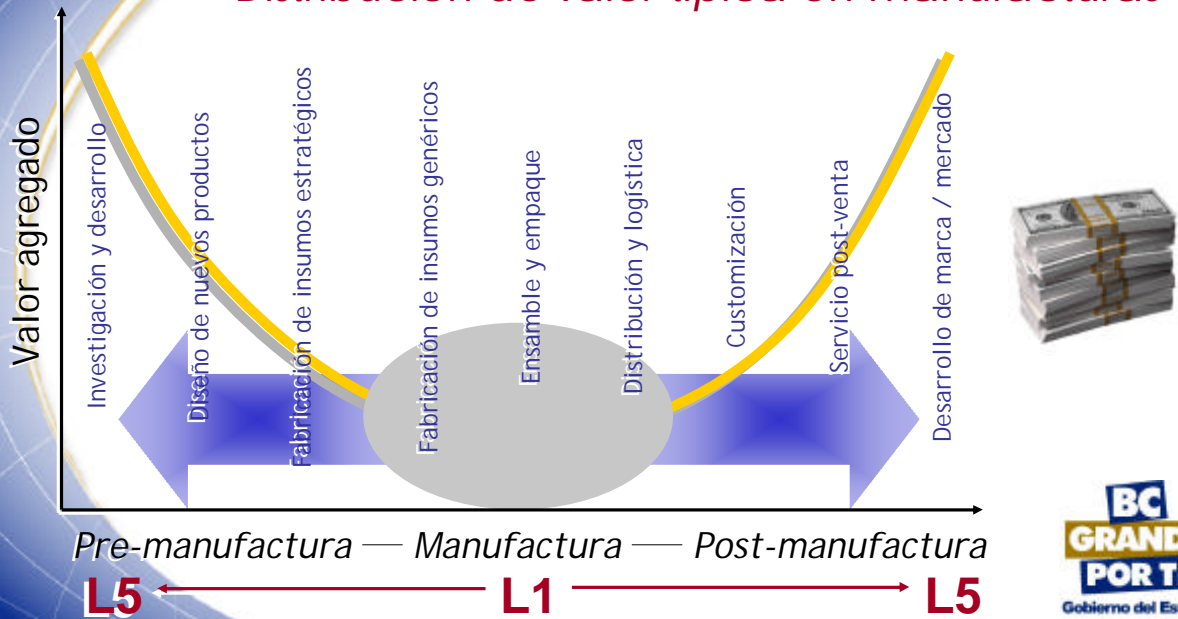 Valor agregado
Investigación y desarrollo
Diseño de nuevos productos
Fabricación de insumos estratégicos
Fabricación de insumos genéricos
Ensamble y empaque
Distribución y logística
Customización
Servicio post-venta
Desarrollo de marca / mercado
Pre-manufactura — Manufactura — Post-manufactura
L5 L1 L5
BC
POR
Gobierno del